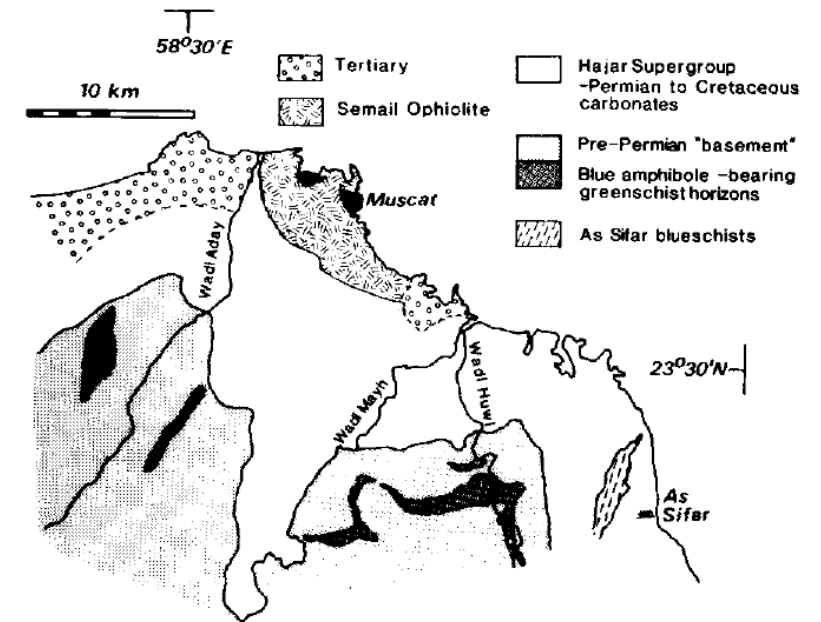 58°30'E
10 km
Tertiary
Semail Ophiolite
Hajar Supergroup
-Permian to Cretaceous
carbonates
Pre-Permian "basement"
Blue amphibole -bearing
greenschist horizons
As Sifar blueschists
Muscat
Wadi Aday
Wadi Mayh
Wadi Huwi
23°30'N
As
Sifar